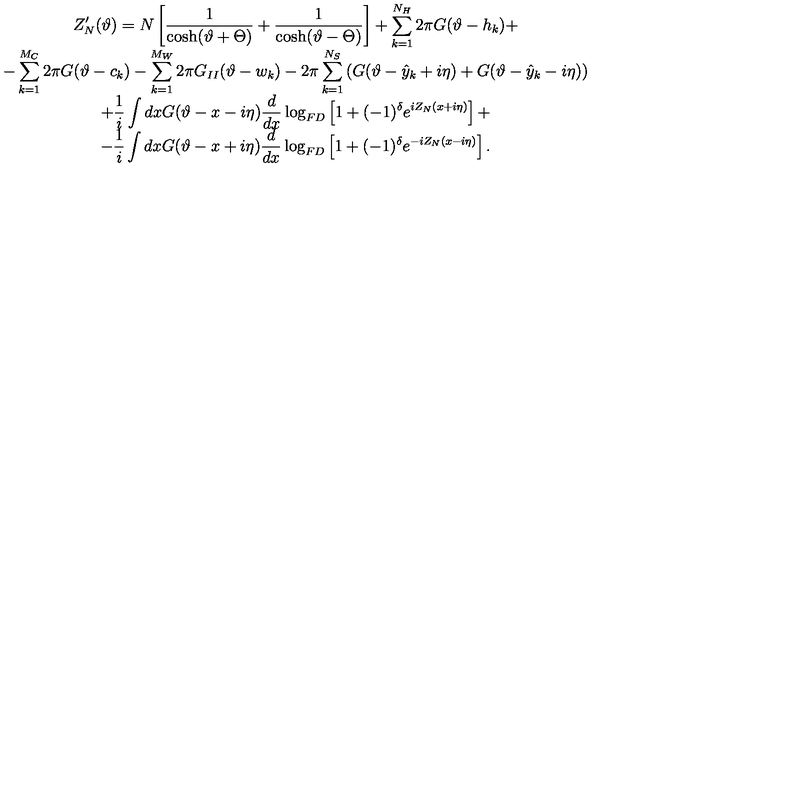 $Z_N'(\vartheta) = N \left[ \frac{1}{\cosh(\vartheta + \Theta)} + \frac{1}{\cosh(\vartheta - \Theta)} \right] + \sum_{k=1}^{N_H} 2\pi G(\vartheta - h_k) +$
$- \sum_{k=1}^{M_C} 2\pi G(\vartheta - c_k) - \sum_{k=1}^{M_W} 2\pi G_{II}(\vartheta - w_k) - 2\pi \sum_{k=1}^{N_S} \left( G(\vartheta - \hat{y}_k + i\eta) + G(\vartheta - \hat{y}_k - i\eta) \right)$
$+ \frac{1}{i} \int dx G(\vartheta - x - i\eta) \frac{d}{dx} \log_{FD} \left[ 1 + (-1)^\delta e^{iZ_N(x + i\eta)} \right] +$
$- \frac{1}{i} \int dx G(\vartheta - x + i\eta) \frac{d}{dx} \log_{FD} \left[ 1 + (-1)^\delta e^{-iZ_N(x - i\eta)} \right].$